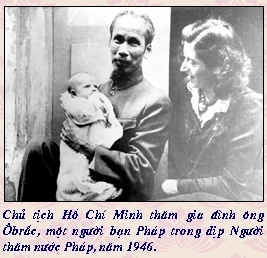 Chủ tịch Hồ Chí Minh thăm gia đình ông
Ôbrắc, một người bạn Pháp trong dịp Người
thăm nước Pháp, năm 1946.